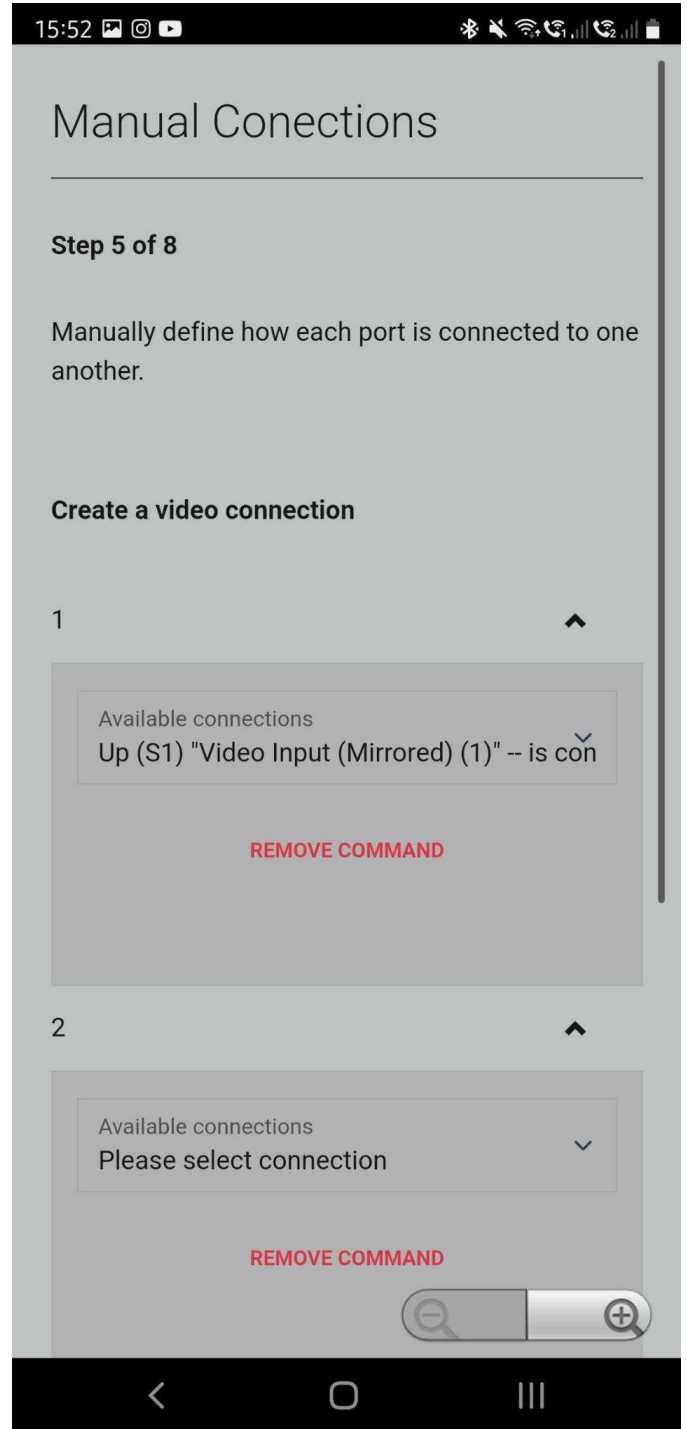 15:52
Manual Conections
Step 5 of 8
Manually define how each port is connected to one
another.
Create a video connection
1
Available connections
Up (S1) "Video Input (Mirrored) (1)" -- is con
REMOVE COMMAND
2
Available connections
Please select connection
REMOVE COMMAND